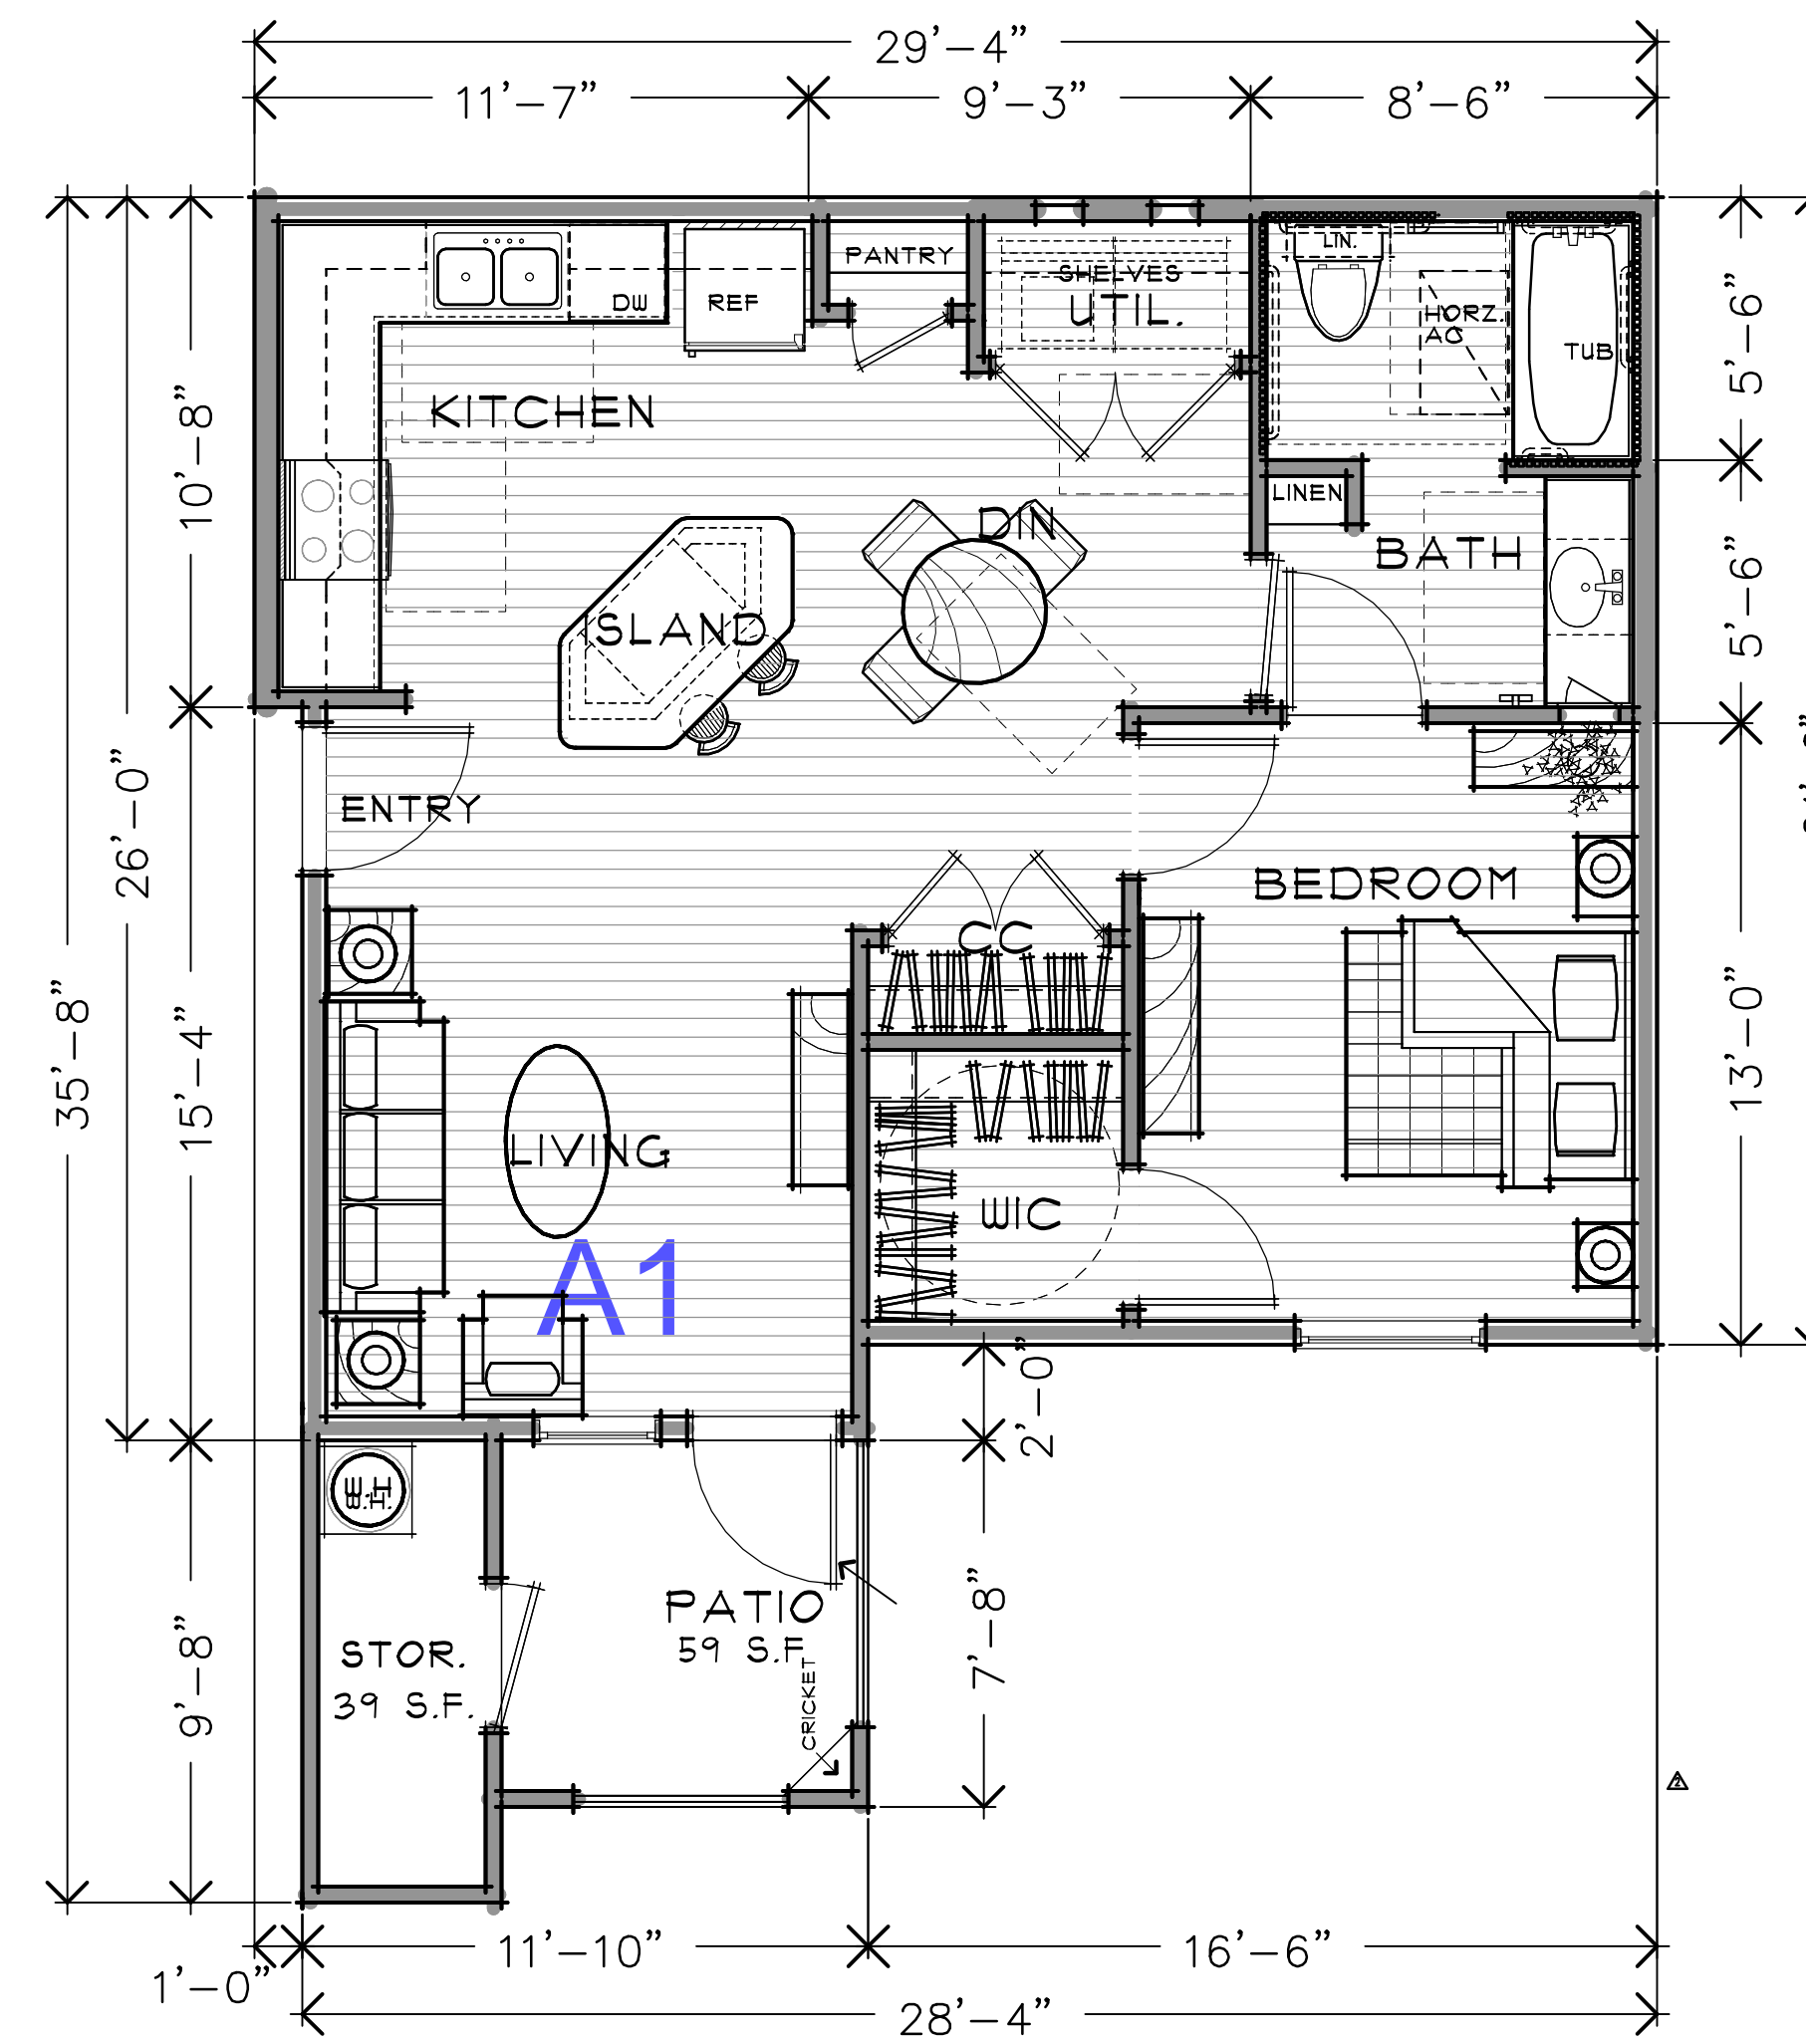 29'-4"
11'-7"
9'-3"
8'-6"
PANTRY
SHELVES
UTIL.
LIN.
DW
REF
HORZ.
AC
TUB
5'-6"
KITCHEN
10'-8"
LINEN
DIN
BATH
ISLAND
5'-6"
26'-0"
ENTRY
BEDROOM
CC
35'-8"
15'-4"
13'-0"
LIVING
WIC
A1
2'-0"
W.H
B.H.
PATIO
59 S.F.
7'-8"
STOR.
39 S.F.
CRICKET
9'-8"
2
11'-10"
16'-6"
1'-0"
28'-4"